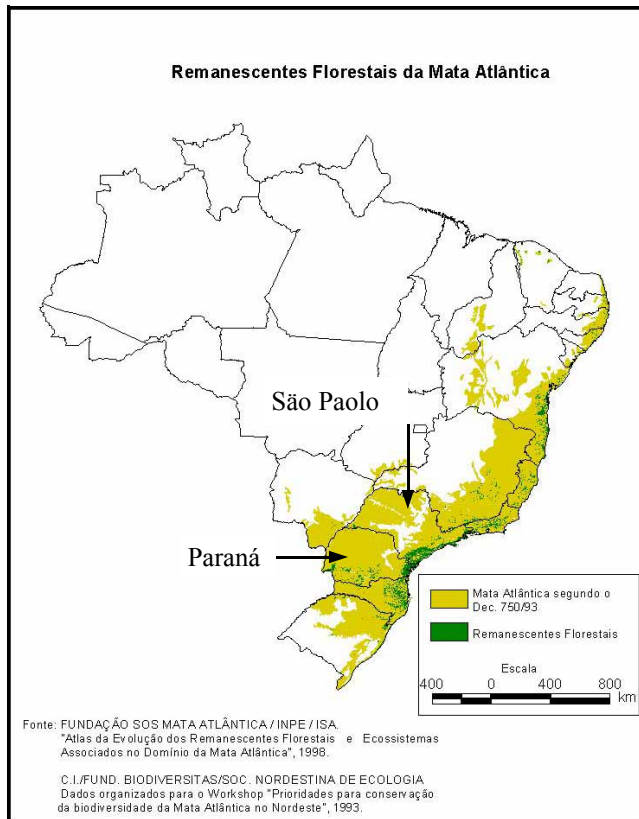 Remanescentes Florestais da Mata Atlântica
Säo Paolo
Paraná
Mata Atlântica segundo o
Dec. 750/93
Remanescentes Florestais
Escala
400 0 400 800
km
Fonte: FUNDAÇÃO SOS MATA ATLÂNTICA / INPE / ISA.
"Atlas da Evolução dos Remanescentes Florestais e Ecossistemas
Associados no Domínio da Mata Atlântica", 1998.
C.I./FUND. BIODIVERSITAS/SOC. NORDESTINA DE ECOLOGIA
Dados organizados para o Workshop "Prioridades para conservação
da biodiversidade da Mata Atlântica no Nordeste", 1993.